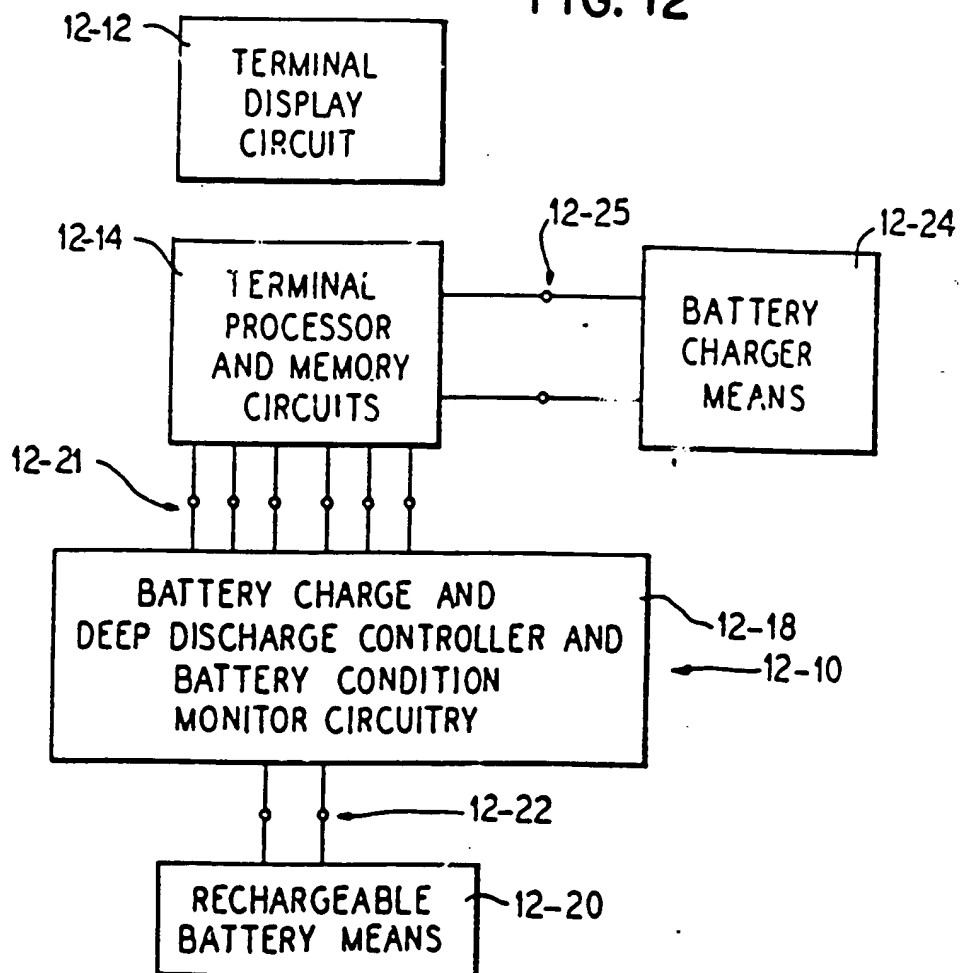 FIG. 12
12-12
TERMINAL
DISPLAY
CIRCUIT
12-14
TERMINAL
PROCESSOR
AND MEMORY
CIRCUITS
12-25
12-24
BATTERY
CHARGER
MEANS
12-21
BATTERY CHARGE AND
DEEP DISCHARGE CONTROLLER AND
BATTERY CONDITION
MONITOR CIRCUITRY
12-18
12-10
12-22
RECHARGEABLE
BATTERY MEANS
12-20